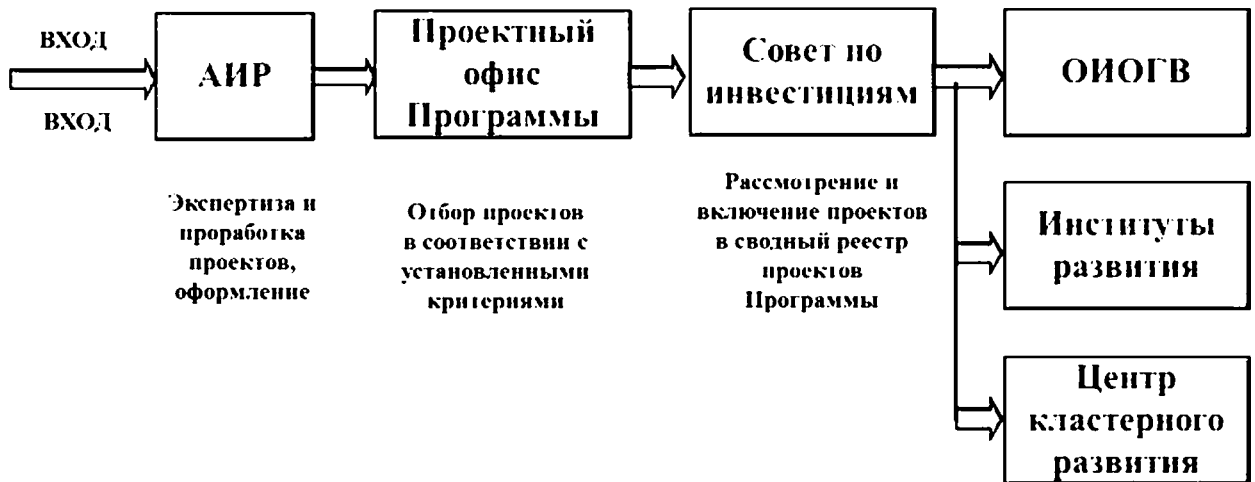 ВХОД
ВХОД
АИР
Проектный
офис
Программы
Совет по
инвестициям
ОИОГВ
Экспертиза и
проработка
проектов,
оформление
Отбор проектов
в соответствии с
установленными
критериями
Рассмотрение и
включение проектов
в сводный реестр
проектов
Программы
Институты
развития
Центр
кластерного
развития